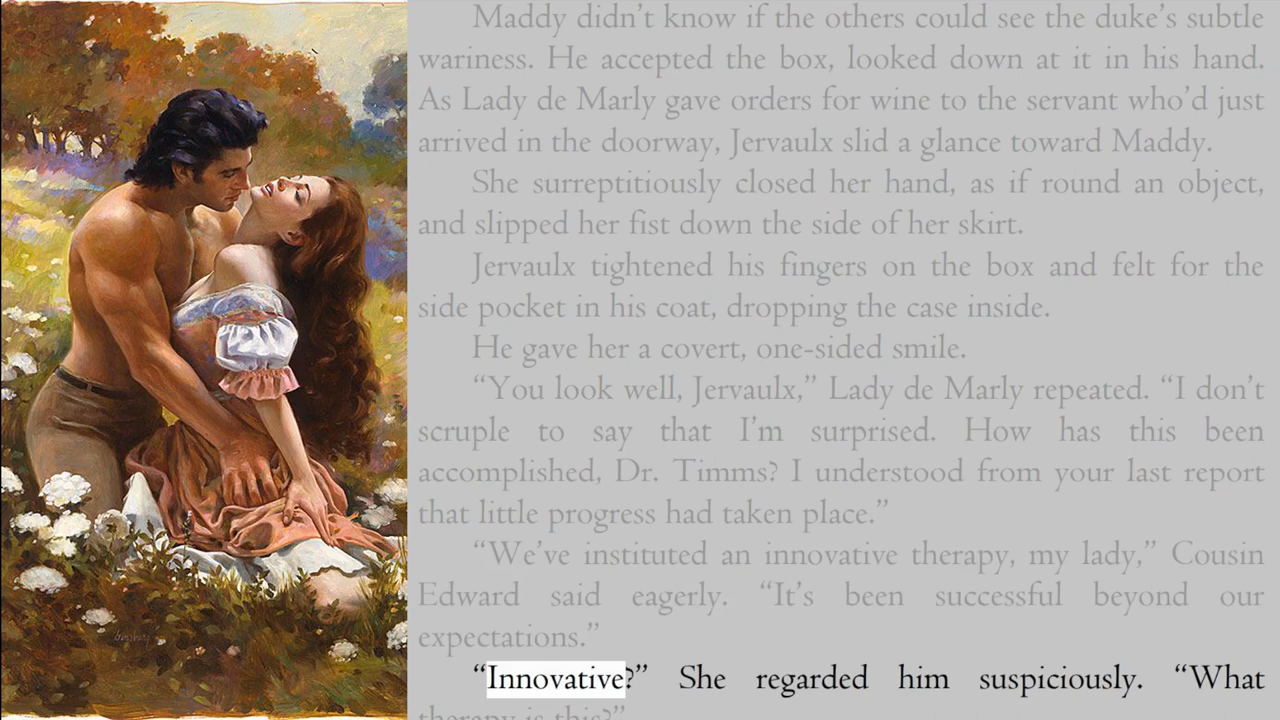 Maddy didn’t know if the others could see the duke’s subtle
wariness. He accepted the box, looked down at it in his hand.
As Lady de Marly gave orders for wine to the servant who’d just
arrived in the doorway, Jervaulx slid a glance toward Maddy.
She surreptitiously closed her hand, as if round an object,
and slipped her fist down the side of her skirt.
Jervaulx tightened his fingers on the box and felt for the
side pocket in his coat, dropping the case inside.
He gave her a covert, one-sided smile.
“You look well, Jervaulx,” Lady de Marly repeated. “I don’t
scruple to say that I’m surprised. How has this been
accomplished, Dr. Timms? I understood from your last report
that little progress had taken place.”
“We’ve instituted an innovative therapy, my lady,” Cousin
Edward said eagerly. “It’s been successful beyond our
expectations.”
“Innovative?” She regarded him suspiciously. “What
therapy is this?”